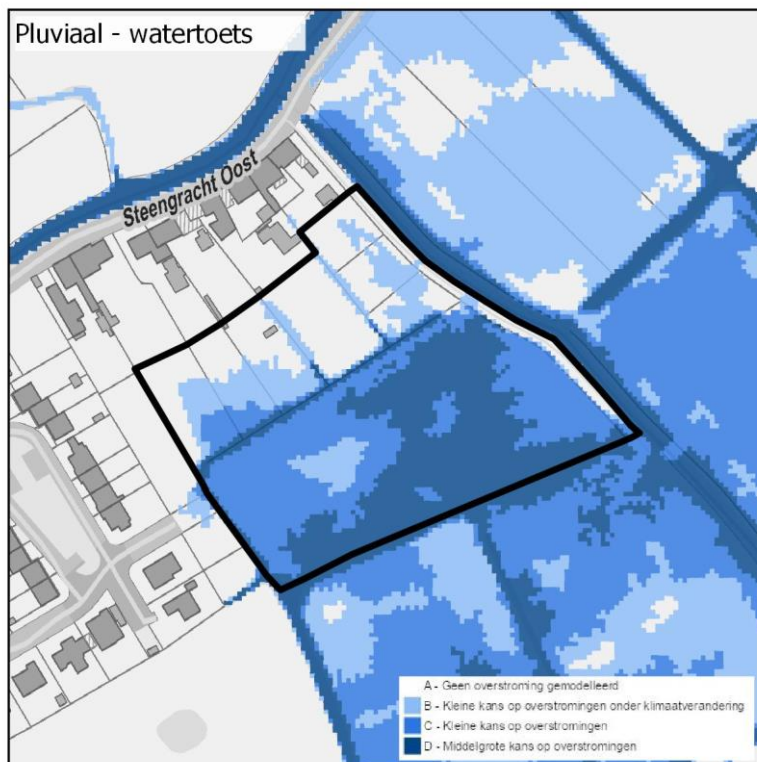 Pluviaal - watertoets
Steengracht Oost
A - Geen overstroming gemodelleerd
B - Kleine kans op overstromingen onder klimaatverandering
C - Kleine kans op overstromingen
D - Middelgrote kans op overstromingen